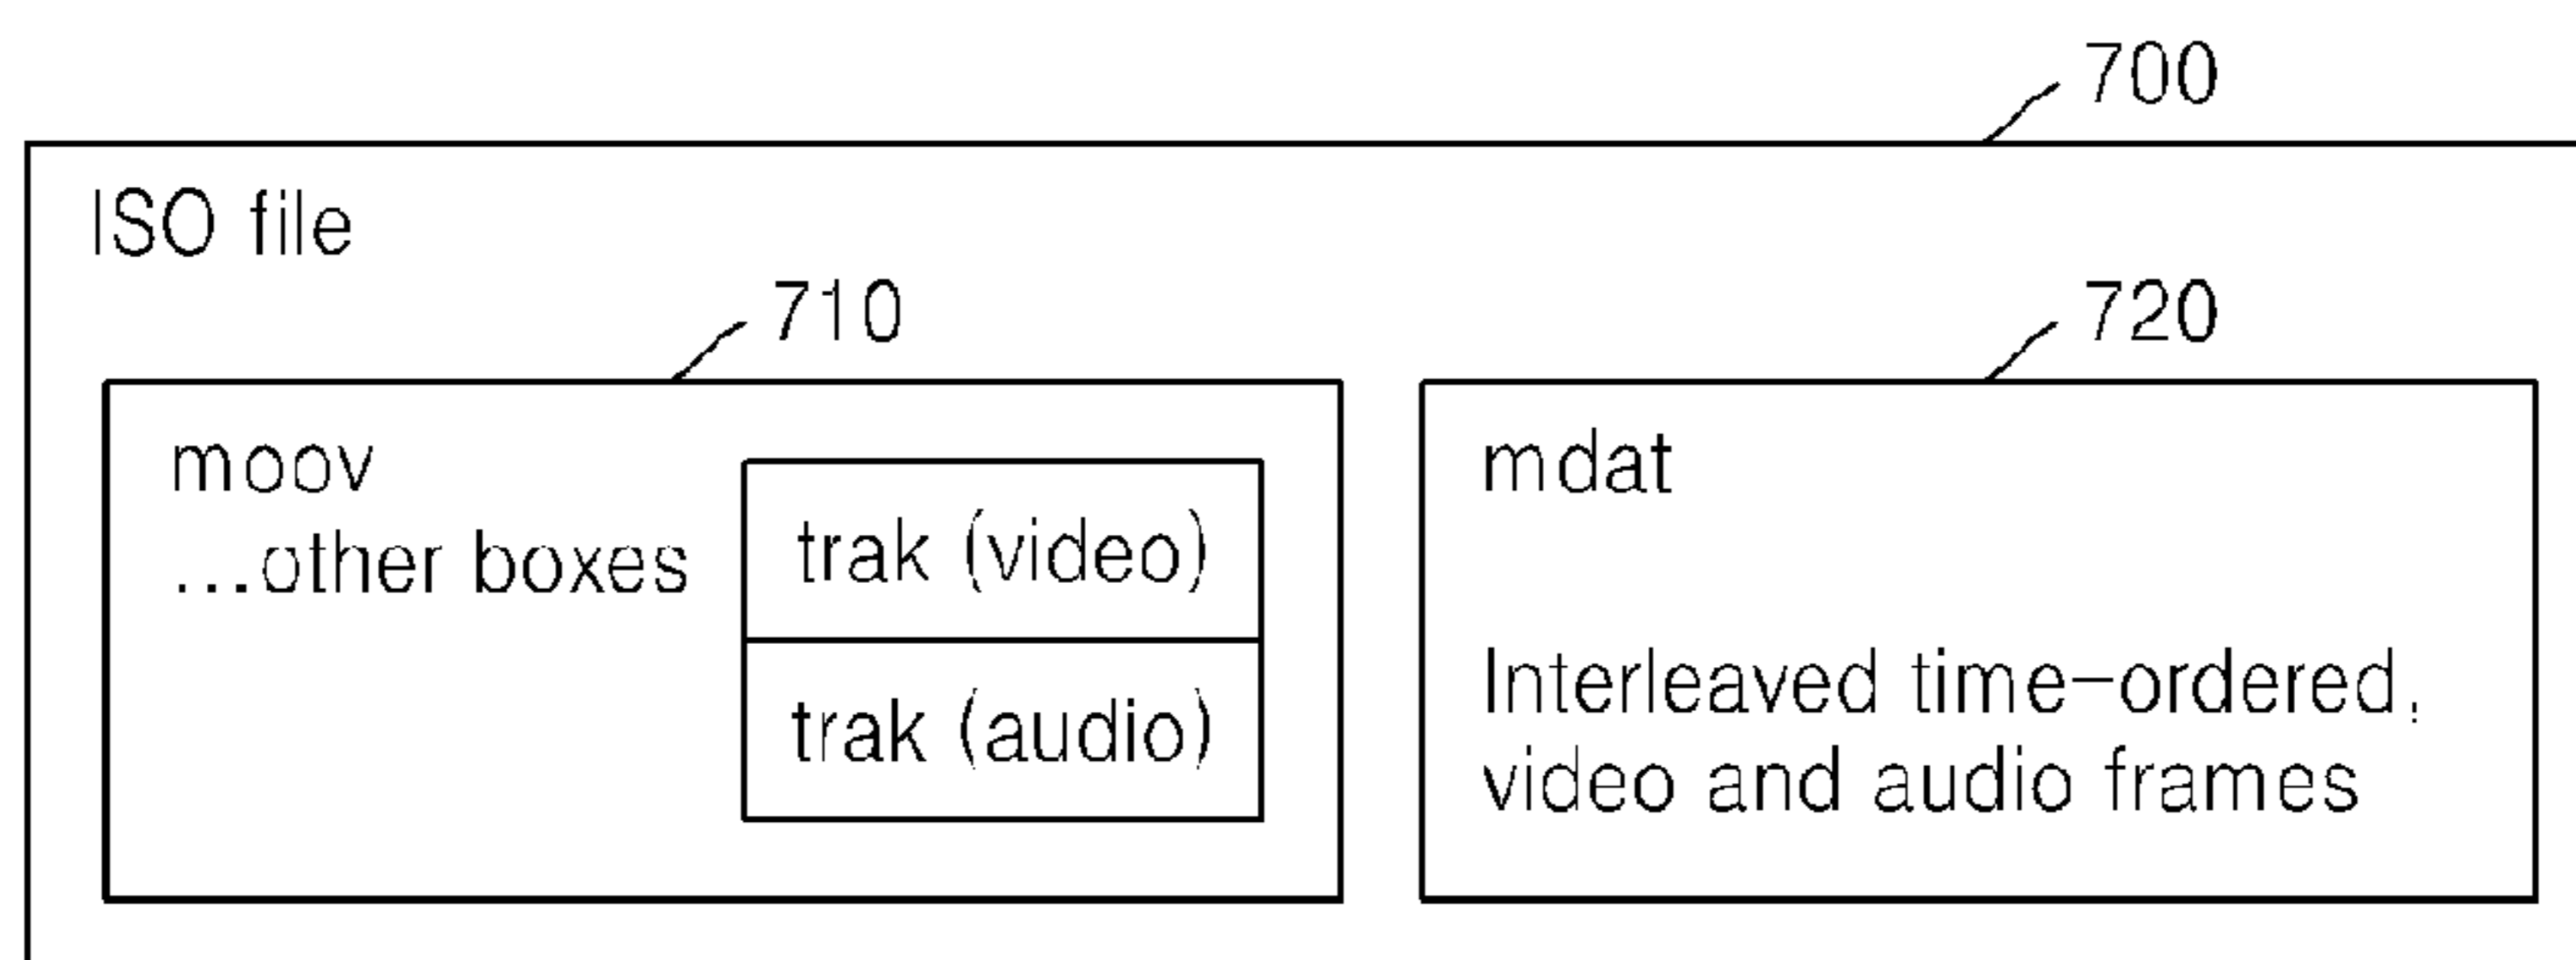 700
ISO file
710
720
moov
...other boxes
trak (video)
trak (audio)
mdat
Interleaved time-ordered,
video and audio frames